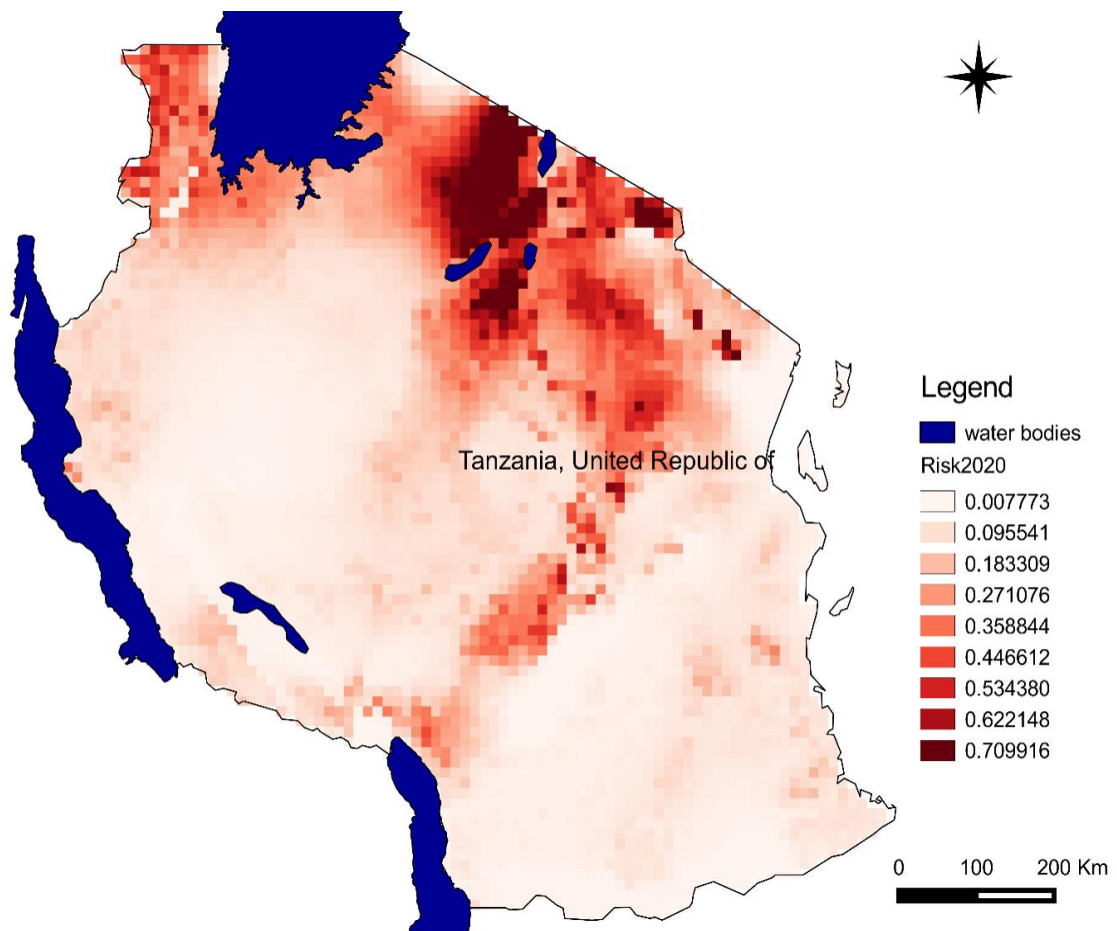 Tanzania, United Republic of
Legend
water bodies
Risk2020
0.007773
0.095541
0.183309
0.271076
0.358844
0.446612
0.534380
0.622148
0.709916
0 100 200 Km